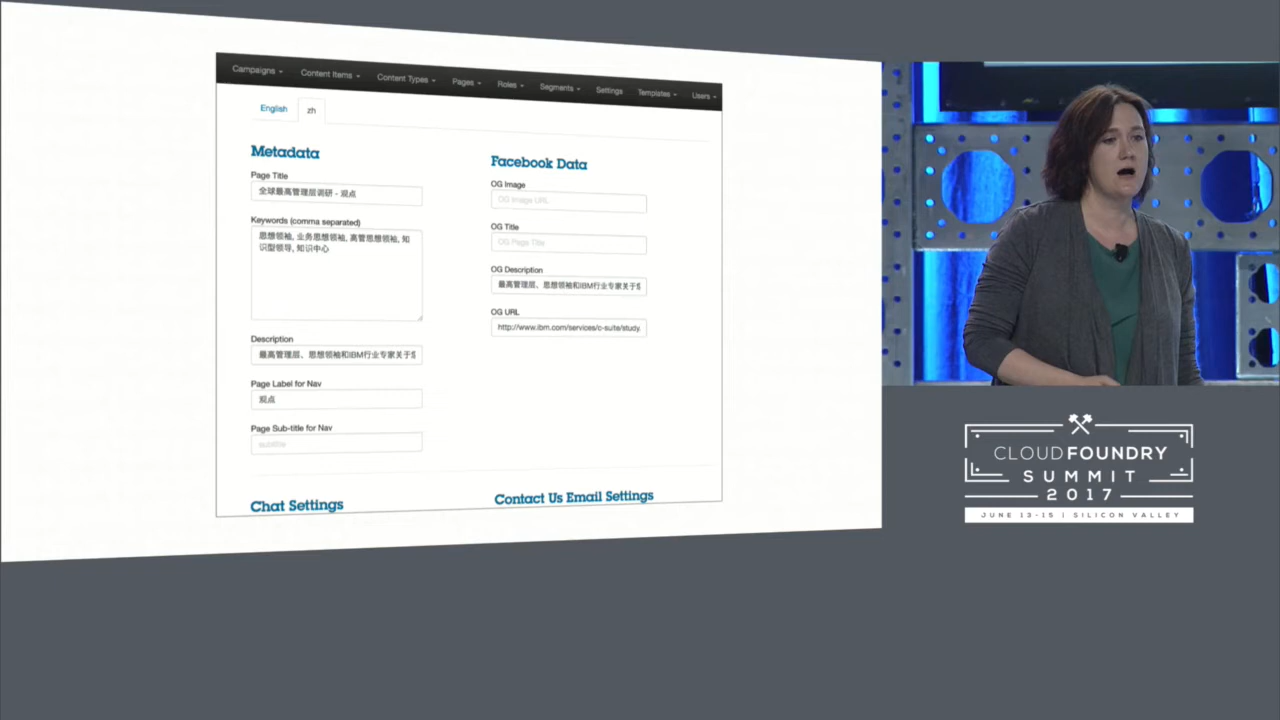 Campaigns Content Items Content Types Pages Roles Segments Settings Templates Users
English zh
Metadata
Page Title
全球最高管理层调研 - 观点
Keywords (comma separated)
思想领袖, 业务思想领袖, 高管思想领袖, 知
识型领导, 知识中心
Description
最高管理层、思想领袖和IBM行业专家关于
Page Label for Nav
观点
Page Sub-title for Nav
subtitle
Chat Settings
Facebook Data
OG Image
OG Image URL
OG Title
OG Page Title
OG Description
最高管理层、思想领袖和IBM行业专家关于
OG URL
http://www.ibm.com/services/c-suite/study.
Contact Us Email Settings
CLOUDFOUNDRY
SUMMIT
2017
JUNE 13-15 | SILICON VALLEY